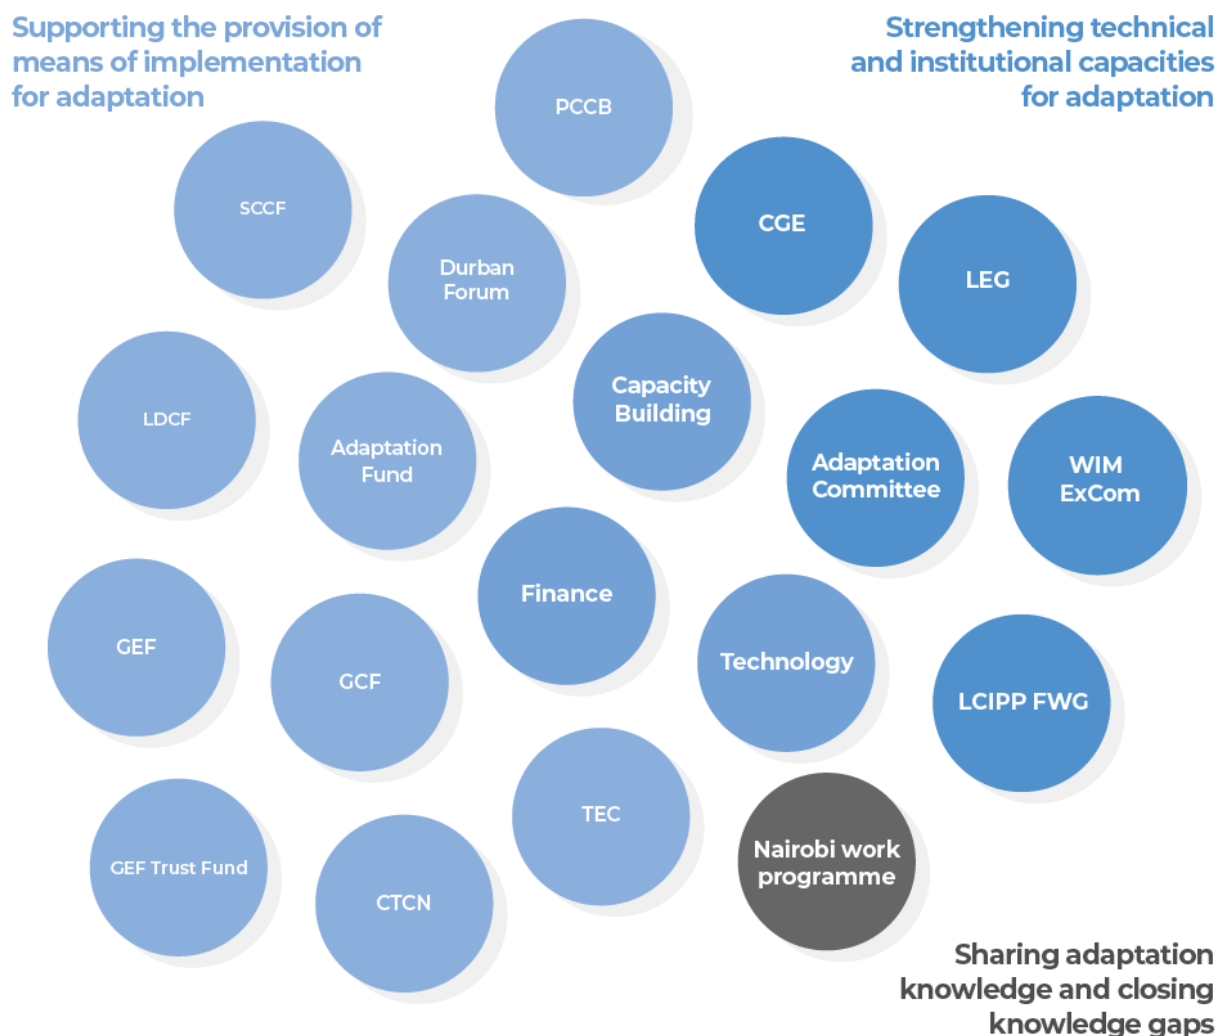 Supporting the provision of
means of implementation
for adaptation
Strengthening technical
and institutional capacities
for adaptation
PCCB
SCCF
CGE
Durban
Forum
LEG
Capacity
Building
LDCF
Adaptation
Fund
Adaptation
Committee
WIM
ExCom
Finance
GEF
GCF
Technology
LCIPP FWG
TEC
Nairobi work
programme
GEF Trust Fund
CTCN
Sharing adaptation
knowledge and closing
knowledge gaps